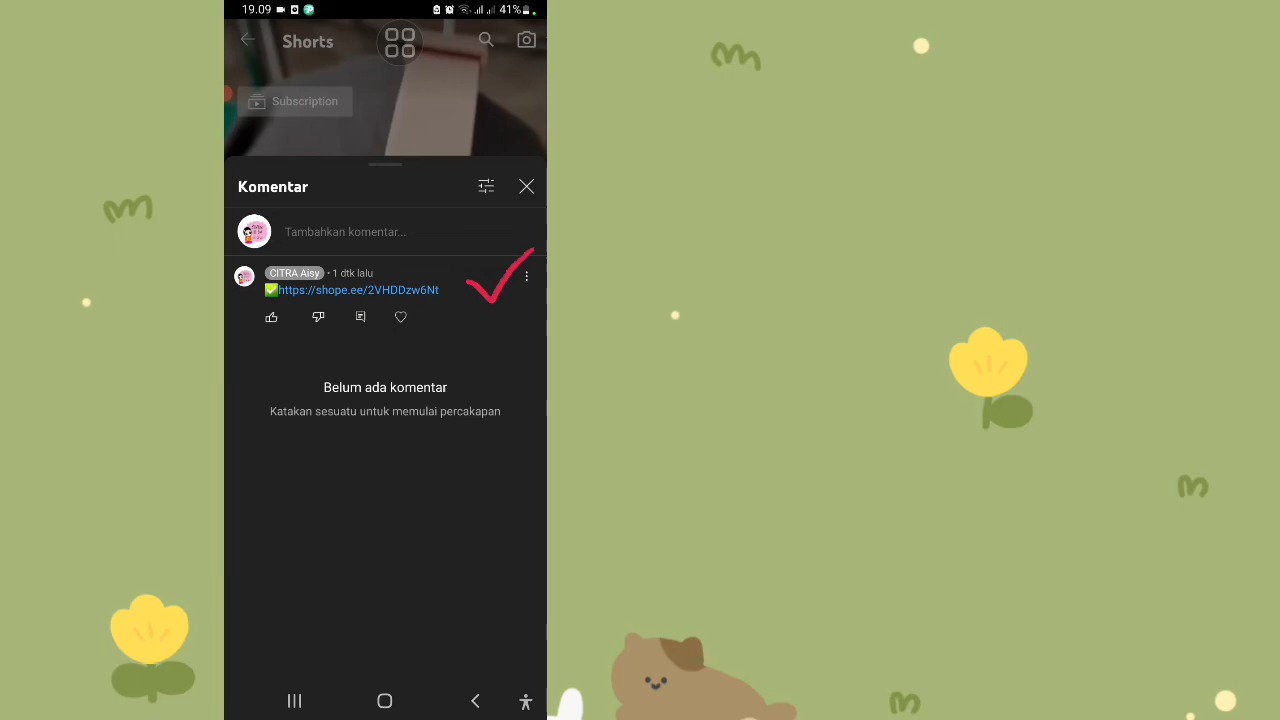 19.09
41%
Shorts
Subscription
Komentar
Tambahkan komentar...
CITRA Aisy • 1 dtk lalu
✅https://shope.ee/2VHDDzw6Nt
Belum ada komentar
Katakan sesuatu untuk memulai percakapan